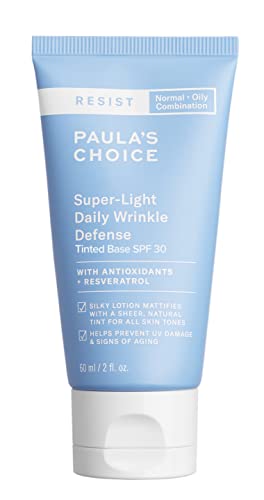 RESIST
Normal • Oily
Combination
PAULA'S
CHOICE
Super-Light
Daily Wrinkle
Defense
Tinted Base SPF 30
WITH ANTIOXIDANTS
+ RESVERATROL
SILKY LOTION MATTIFIES
WITH A SHEER, NATURAL
TINT FOR ALL SKIN TONES
HELPS PREVENT UV DAMAGE
& SIGNS OF AGING
60 ml / 2 fl. oz.